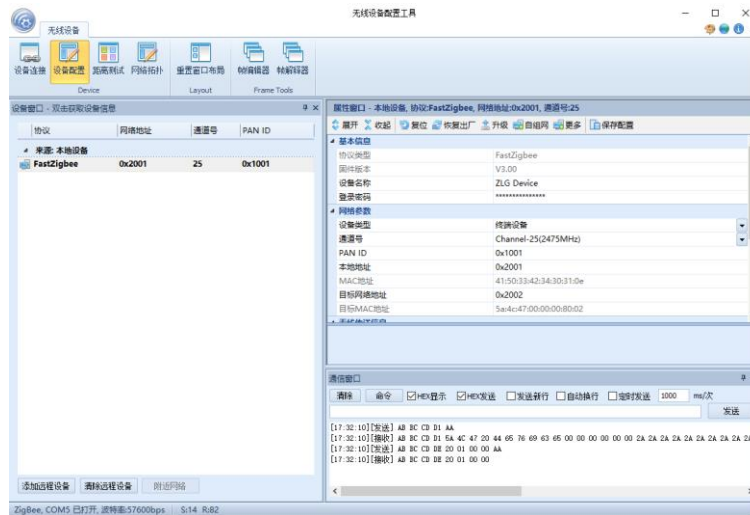 无线设备配置工具
无线设备
设备连接 设备配置 距离测试 网络拓扑 重置窗口布局 帧编辑器 帧解释器
Device Layout Frame Tools
设备窗口 - 双击获取设备信息
协议 网络地址 通道号 PAN ID
来源: 本地设备
FastZigbee 0x2001 25 0x1001
添加远程设备 清除远程设备 附近网络
属性窗口 - 本地设备, 协议:FastZigbee, 网络地址:0x2001, 通道号:25
展开 收起 复位 恢复出厂 升级 自组网 更多 保存配置
基本信息
协议类型 FastZigbee
固件版本 V3.00
设备名称 ZLG Device
登录密码 ***************
网络参数
设备类型 终端设备
通道号 Channel-25(2475MHz)
PAN ID 0x1001
本地地址 0x2001
MAC地址 41:50:33:42:34:30:31:0e
目标网络地址 0x2002
目标MAC地址 5a:4c:47:00:00:00:80:02
通信窗口
清除 命令 HEX显示 HEX发送 发送新行 自动换行 定时发送 1000 ms/次
发送
[17:32:10][发送] AB BC CD D1 AA
[17:32:10][接收] AB BC CD D1 5A 4C 47 20 44 65 76 69 63 65 00 00 00 00 00 00 2A 2A 2A 2A 2A 2A 2A 2A 2A 2A
[17:32:10][发送] AB BC CD DE 20 01 00 00 AA
[17:32:10][接收] AB BC CD DE 20 01 00 00
ZigBee, COM5 已打开, 波特率:57600bps S:14 R:82